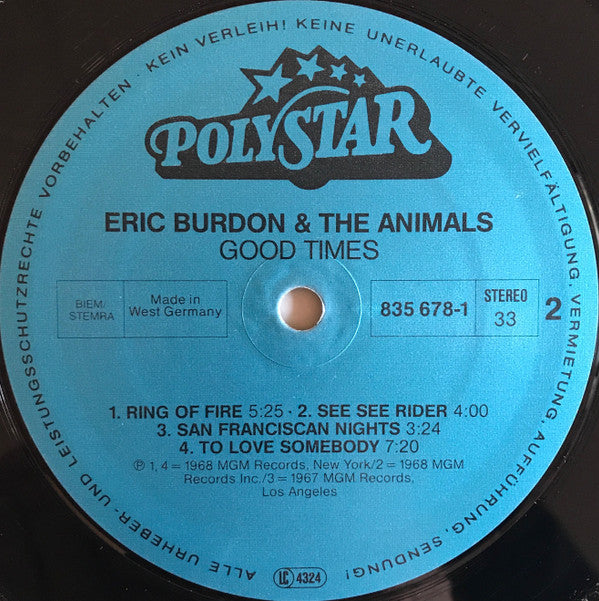 ALLE URHEBER- UND LEISTUNGSSCHUTZRECHTE VORBEHALTEN · KEIN VERLEIH! KEINE UNERLAUBTE VERVIELFÄLTIGUNG, VERMIETUNG, AUFFÜHRUNG, SENDUNG!
POLYSTAR
ERIC BURDON & THE ANIMALS
GOOD TIMES
BIEM/
STEMRA
Made in
West Germany
835 678-1
STEREO
33
2
1. RING OF FIRE 5:25 · 2. SEE SEE RIDER 4:00
3. SAN FRANCISCAN NIGHTS 3:24
4. TO LOVE SOMEBODY 7:20
℗ 1, 4 = 1968 MGM Records, New York/2 = 1968 MGM
Records Inc./3 = 1967 MGM Records,
Los Angeles
LC 4324